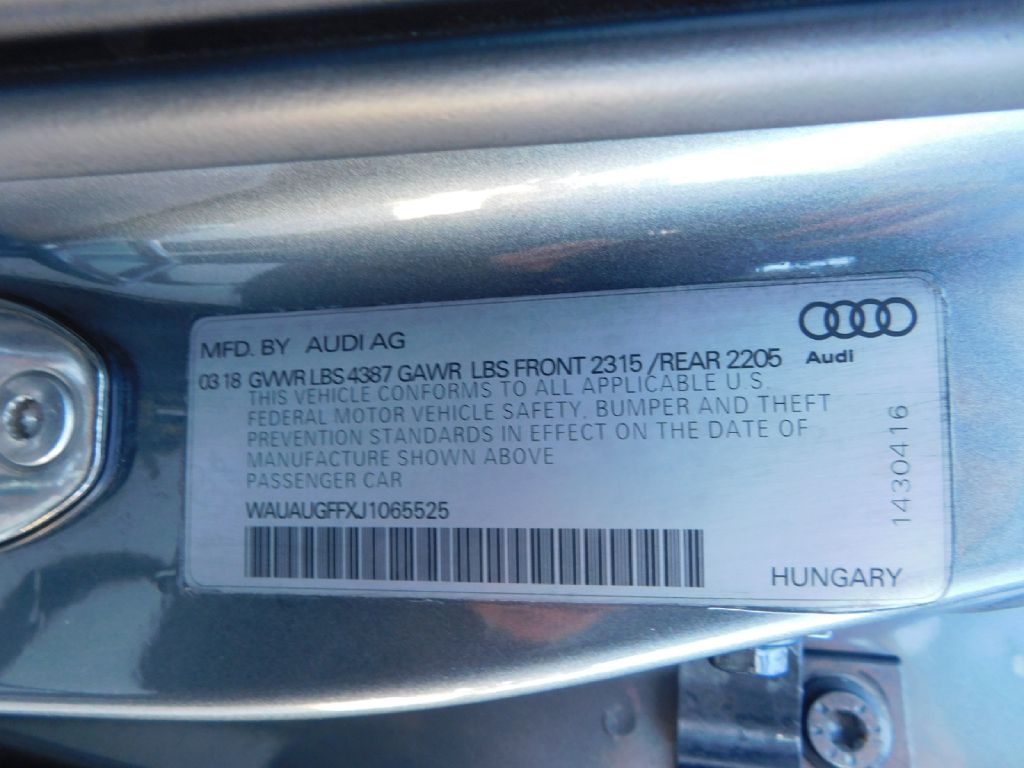 MFD. BY AUDI AG
Audi
03 18 GVWR LBS 4387 GAWR LBS FRONT 2315 /REAR 2205
THIS VEHICLE CONFORMS TO ALL APPLICABLE U.S.
FEDERAL MOTOR VEHICLE SAFETY, BUMPER AND THEFT
PREVENTION STANDARDS IN EFFECT ON THE DATE OF
MANUFACTURE SHOWN ABOVE
PASSENGER CAR
WAUAUGFFXJ1065525
HUNGARY
1430416